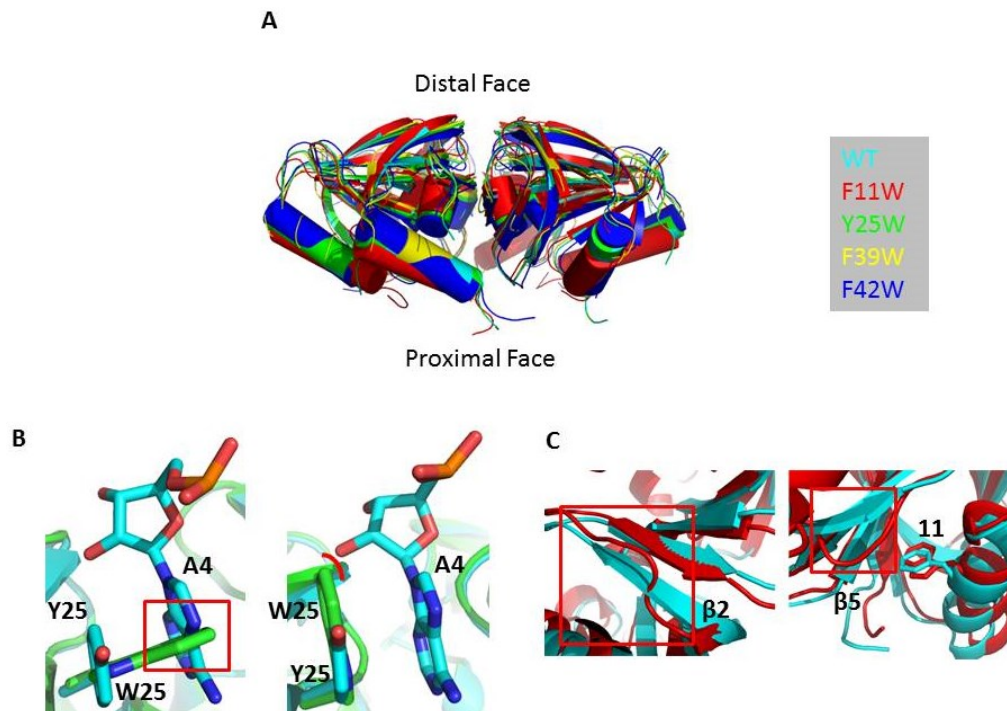 A
Distal Face
WT
F11W
Y25W
F39W
F42W
Proximal Face
B
A4
Y25
W25
A4
W25
Y25
C
β2
11
β5